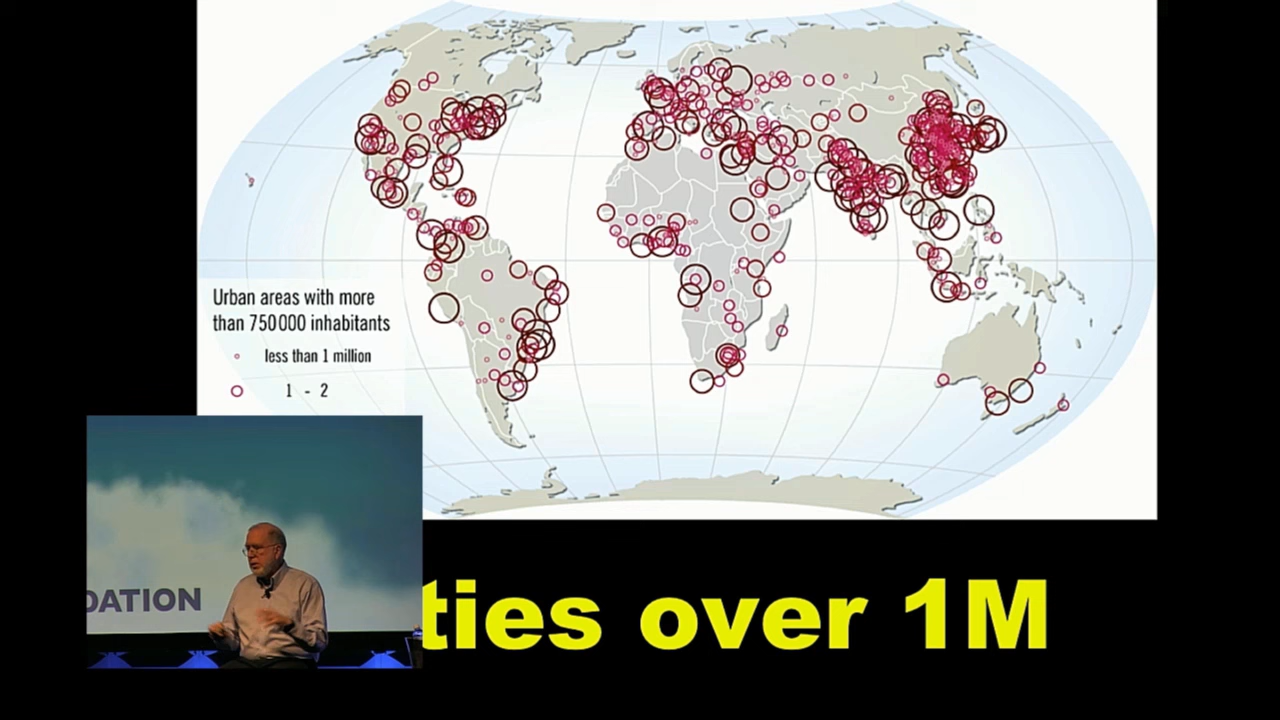 Urban areas with more
than 750 000 inhabitants
less than 1 million
1 - 2
DATION
ties over 1M